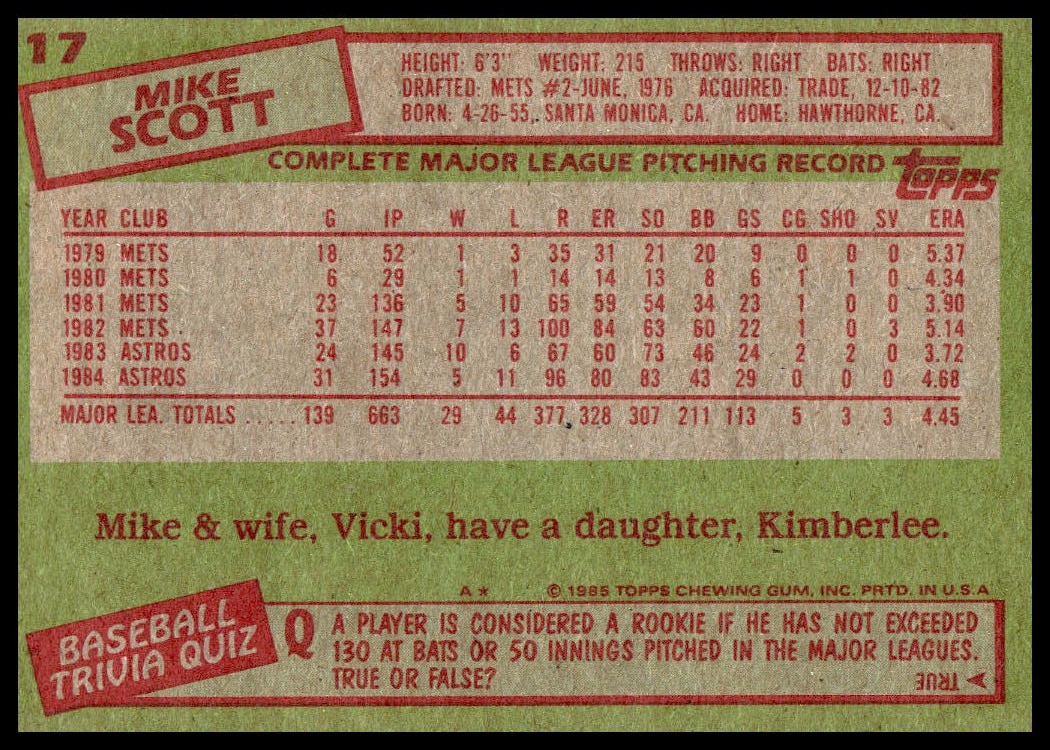 17
MIKE
SCOTT
HEIGHT: 6'3" WEIGHT: 215 THROWS: RIGHT BATS: RIGHT
DRAFTED: METS #2-JUNE, 1976 ACQUIRED: TRADE, 12-10-82
BORN: 4-26-55, SANTA MONICA, CA. HOME: HAWTHORNE, CA.
COMPLETE MAJOR LEAGUE PITCHING RECORD topps
YEAR CLUB G IP W L R ER SO BB GS CG SHO SV ERA
1979 METS 18 52 1 3 35 31 21 20 9 0 0 0 5.37
1980 METS 6 29 1 1 14 14 13 8 6 1 1 0 4.34
1981 METS 23 136 5 10 65 59 54 34 23 1 0 0 3.90
1982 METS 37 147 7 13 100 84 63 60 22 1 0 3 5.14
1983 ASTROS 24 145 10 6 67 60 73 46 24 2 2 0 3.72
1984 ASTROS 31 154 5 11 96 80 83 43 29 0 0 0 4.68
MAJOR LEA. TOTALS ..... 139 663 29 44 377 328 307 211 113 5 3 3 4.45
Mike & wife, Vicki, have a daughter, Kimberlee.
A* © 1985 TOPPS CHEWING GUM, INC. PRTD. IN U.S.A
BASEBALL
TRIVIA QUIZ
Q A PLAYER IS CONSIDERED A ROOKIE IF HE HAS NOT EXCEEDED
130 AT BATS OR 50 INNINGS PITCHED IN THE MAJOR LEAGUES.
TRUE OR FALSE?
TRUE